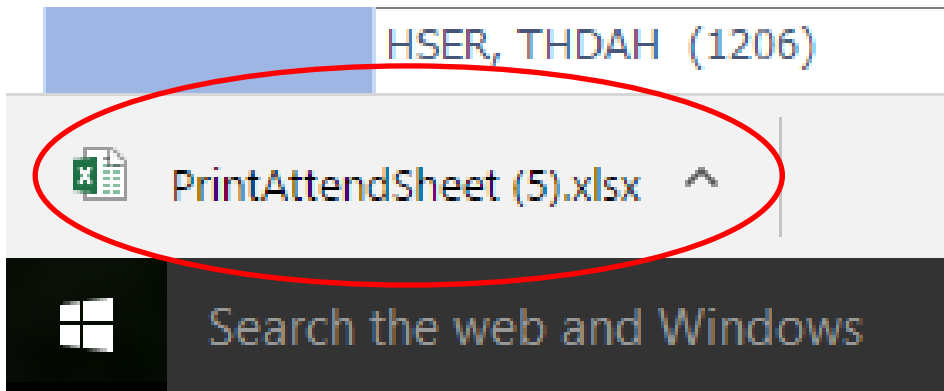 HSER, THDAH (1206)
PrintAttendSheet (5).xlsx
Search the web and Windows